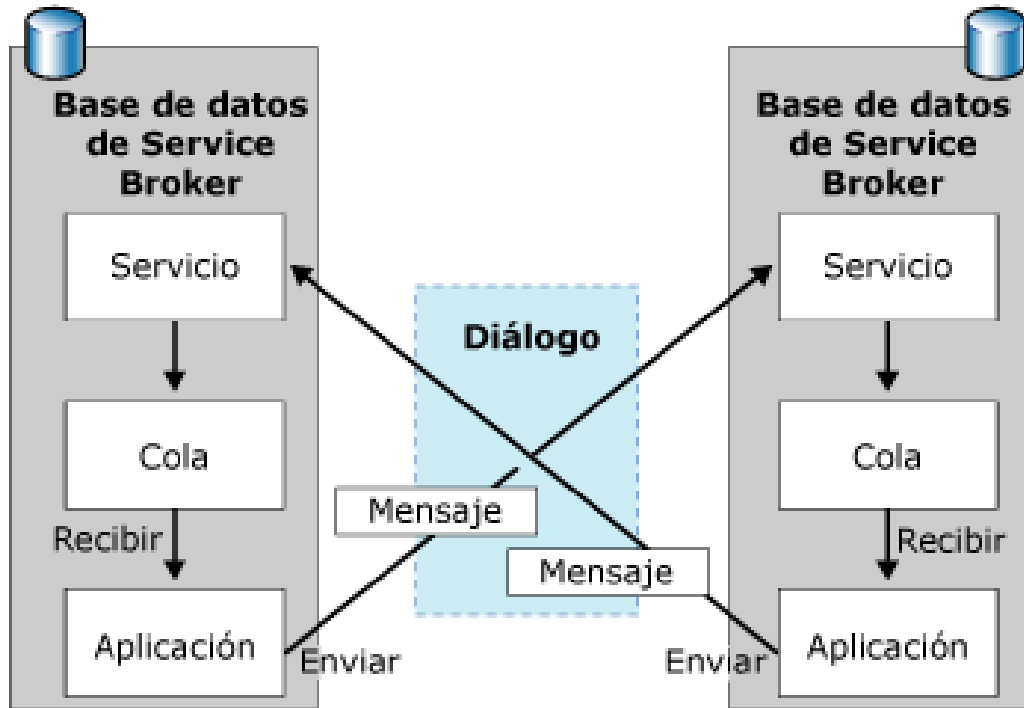 Base de datos
de Service
Broker
Servicio
Cola
Recibir
Aplicación
Enviar
Diálogo
Mensaje
Mensaje
Base de datos
de Service
Broker
Servicio
Cola
Recibir
Aplicación
Enviar